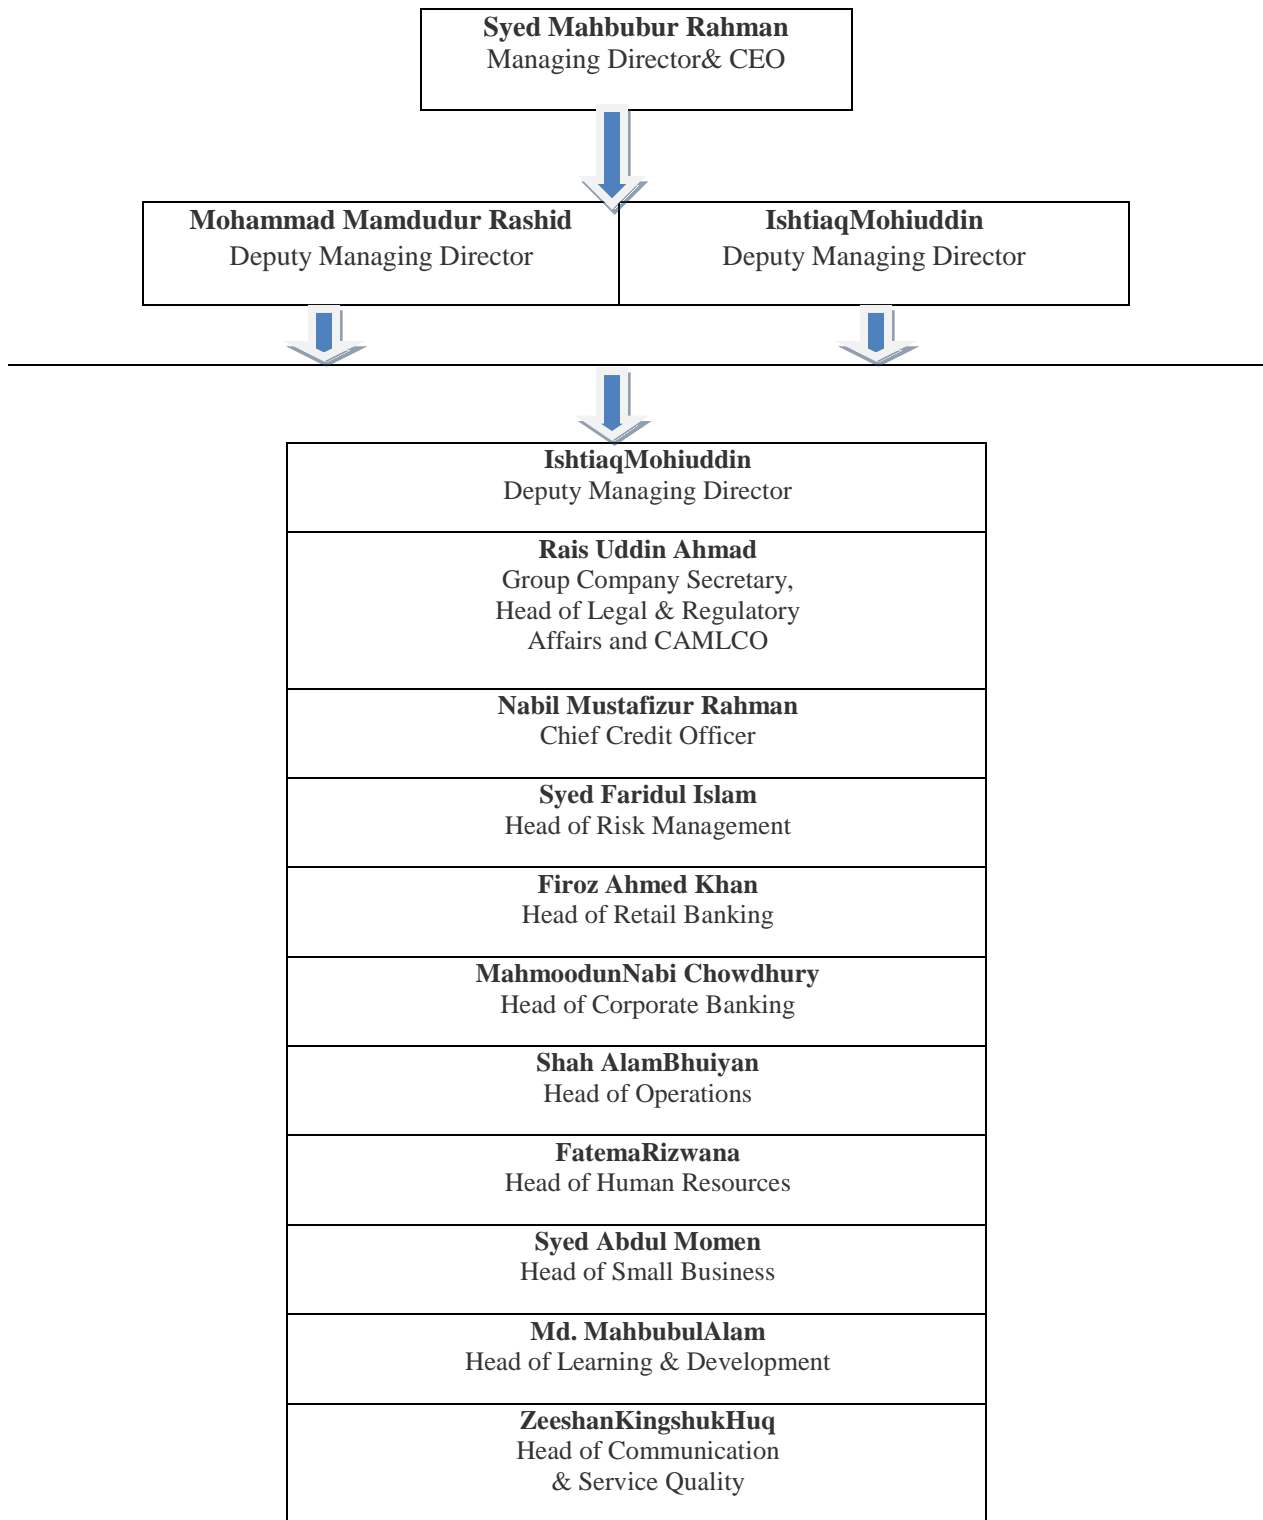 Syed Mahbubur Rahman
Managing Director& CEO
Mohammad Mamdudur Rashid
Deputy Managing Director
IshtiaqMohiuddin
Deputy Managing Director
IshtiaqMohiuddin
Deputy Managing Director
Rais Uddin Ahmad
Group Company Secretary,
Head of Legal & Regulatory
Affairs and CAMLCO
Nabil Mustafizur Rahman
Chief Credit Officer
Syed Faridul Islam
Head of Risk Management
Firoz Ahmed Khan
Head of Retail Banking
MahmoodunNabi Chowdhury
Head of Corporate Banking
Shah AlamBhuiyan
Head of Operations
FatemaRizwana
Head of Human Resources
Syed Abdul Momen
Head of Small Business
Md. MahbubulAlam
Head of Learning & Development
ZeeshanKingshukHuq
Head of Communication
& Service Quality